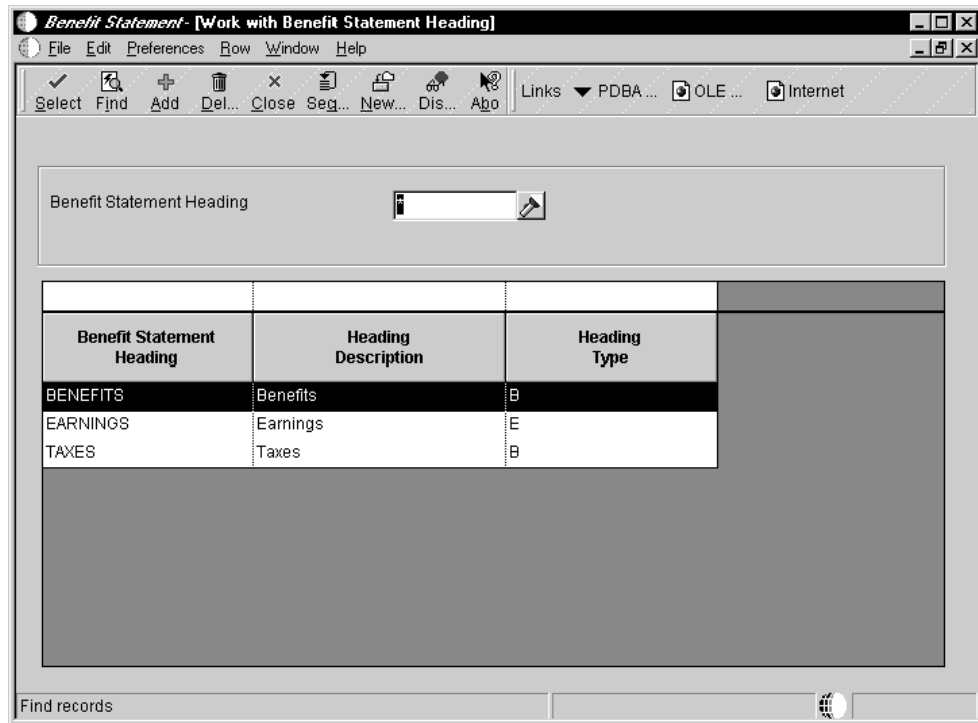 Benefit Statement - [Work with Benefit Statement Heading]
File Edit Preferences Row Window Help
Select Find Add Del... Close Seq... New... Dis... Abo Links PDBA ... OLE ... Internet
Benefit Statement Heading *
Benefit Statement Heading Heading Description Heading Type
BENEFITS Benefits B
EARNINGS Earnings E
TAXES Taxes B
Find records